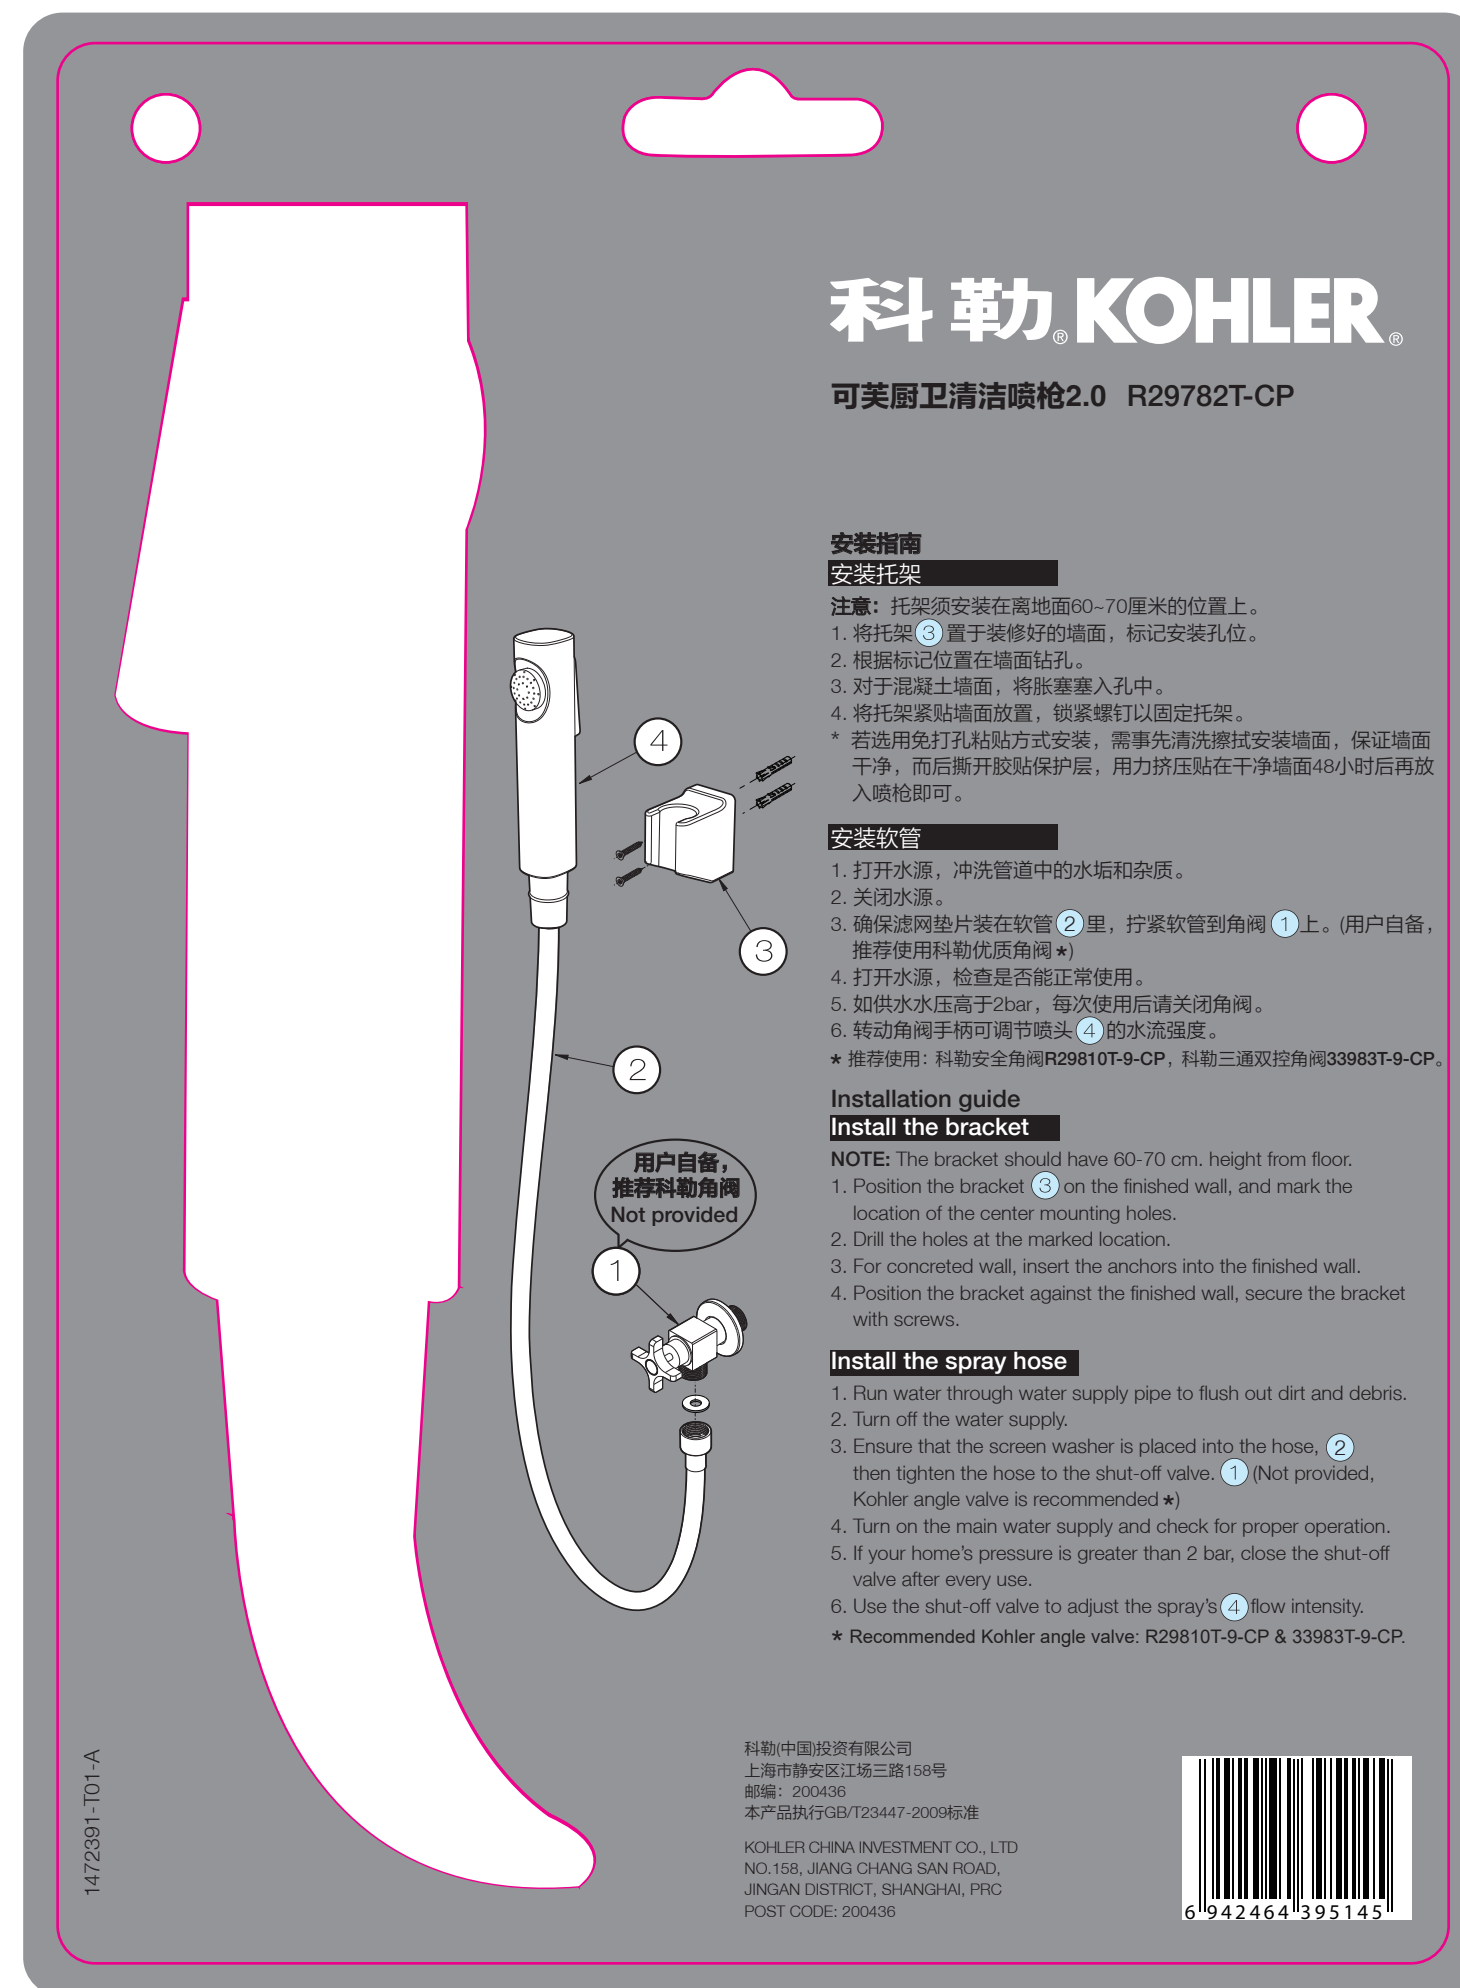 科勒® KOHLER®
可芙厨卫清洁喷枪2.0 R29782T-CP
安装指南
安装托架
注意：托架须安装在离地面60~70厘米的位置上。
1. 将托架③置于装修好的墙面，标记安装孔位。
2. 根据标记位置在墙面钻孔。
3. 对于混凝土墙面，将胀塞塞入孔中。
4. 将托架紧贴墙面放置，锁紧螺钉以固定托架。
* 若选用免打孔粘贴方式安装，需事先清洗擦拭安装墙面，保证墙面
干净，而后撕开胶贴保护层，用力挤压贴在干净墙面48小时后再放
入喷枪即可。
安装软管
1. 打开水源，冲洗管道中的水垢和杂质。
2. 关闭水源。
3. 确保滤网垫片装在软管②里，拧紧软管到角阀①上。(用户自备，
推荐使用科勒优质角阀★)
4. 打开水源，检查是否能正常使用。
5. 如供水水压高于2bar，每次使用后请关闭角阀。
6. 转动角阀手柄可调节喷头④的水流强度。
★ 推荐使用：科勒安全角阀R29810T-9-CP，科勒三通双控角阀33983T-9-CP。
Installation guide
Install the bracket
NOTE: The bracket should have 60-70 cm. height from floor.
1. Position the bracket ③ on the finished wall, and mark the
location of the center mounting holes.
2. Drill the holes at the marked location.
3. For concreted wall, insert the anchors into the finished wall.
4. Position the bracket against the finished wall, secure the bracket
with screws.
Install the spray hose
1. Run water through water supply pipe to flush out dirt and debris.
2. Turn off the water supply.
3. Ensure that the screen washer is placed into the hose, ②
then tighten the hose to the shut-off valve. ① (Not provided,
Kohler angle valve is recommended ★)
4. Turn on the main water supply and check for proper operation.
5. If your home's pressure is greater than 2 bar, close the shut-off
valve after every use.
6. Use the shut-off valve to adjust the spray's ④ flow intensity.
★ Recommended Kohler angle valve: R29810T-9-CP & 33983T-9-CP.
4
3
2
用户自备，
推荐科勒角阀
Not provided
1
科勒(中国)投资有限公司
上海市静安区江场三路158号
邮编：200436
本产品执行GB/T23447-2009标准
KOHLER CHINA INVESTMENT CO., LTD
NO.158, JIANG CHANG SAN ROAD,
JINGAN DISTRICT, SHANGHAI, PRC
POST CODE: 200436
6 942464 395145
1472391-T01-A